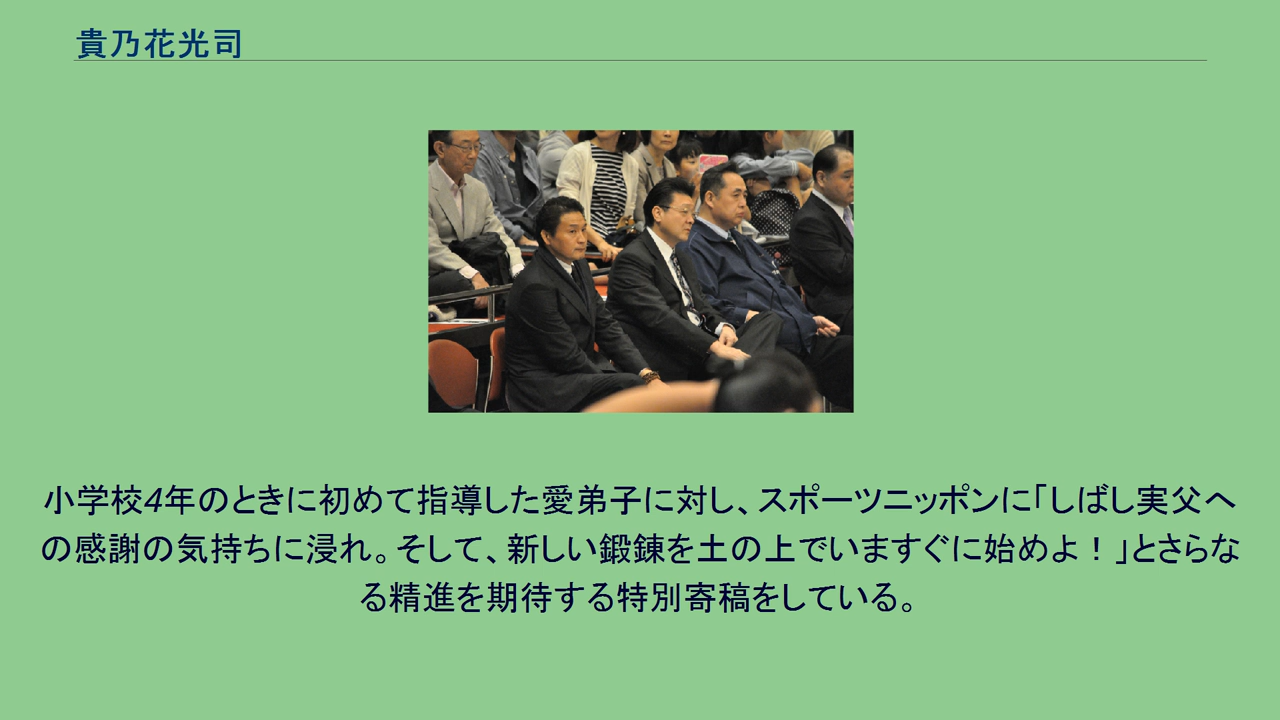 貴乃花光司
小学校4年のときに初めて指導した愛弟子に対し、スポーツニッポンに「しばし実父へ
の感謝の気持ちに浸れ。そして、新しい鍛錬を土の上でいますぐに始めよ！」とさらな
る精進を期待する特別寄稿をしている。